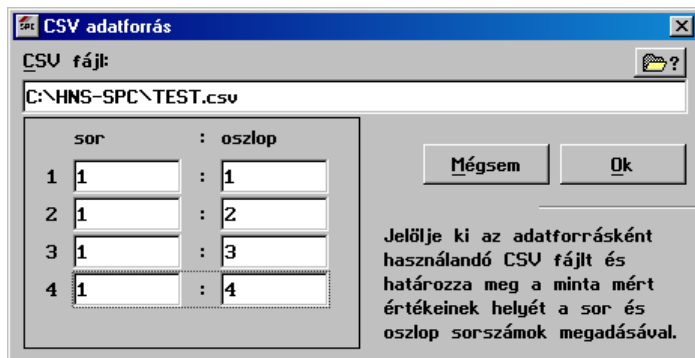 SPC CSV adatforrás
CSV fájl:
?
C:\HNS-SPC\TEST.csv
sor : oszlop
1 1 : 1
2 1 : 2
3 1 : 3
4 1 : 4
Mégsem Ok
Jelölje ki az adatforrásként
használandó CSV fájlt és
határozza meg a minta mért
értékeinek helyét a sor és
oszlop sorszámok megadásával.